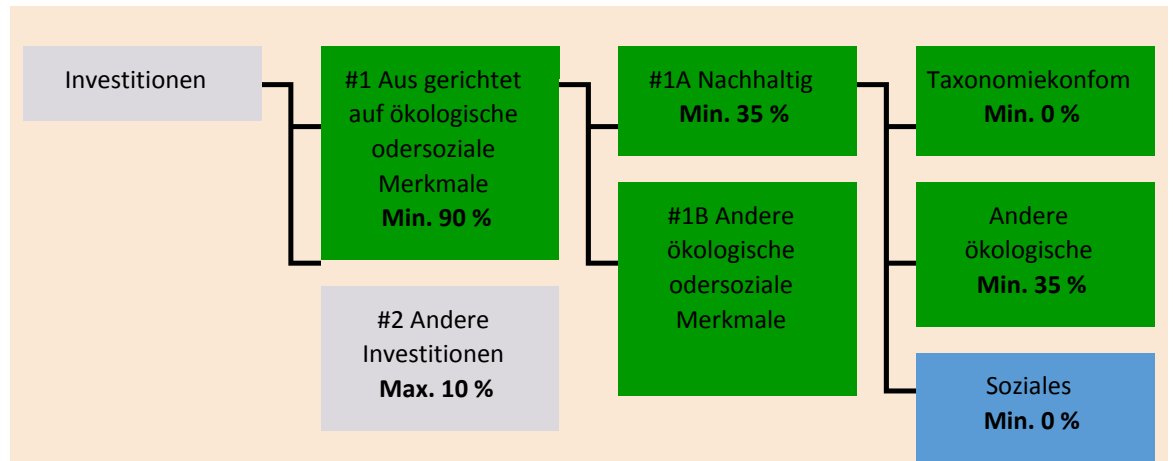 Investitionen
#1 Aus gerichtet
auf ökologische
odersoziale
Merkmale
Min. 90 %
#2 Andere
Investitionen
Max. 10 %
#1A Nachhaltig
Min. 35 %
#1B Andere
ökologische
odersoziale
Merkmale
Taxonomiekonfom
Min. 0 %
Andere
ökologische
Min. 35 %
Soziales
Min. 0 %